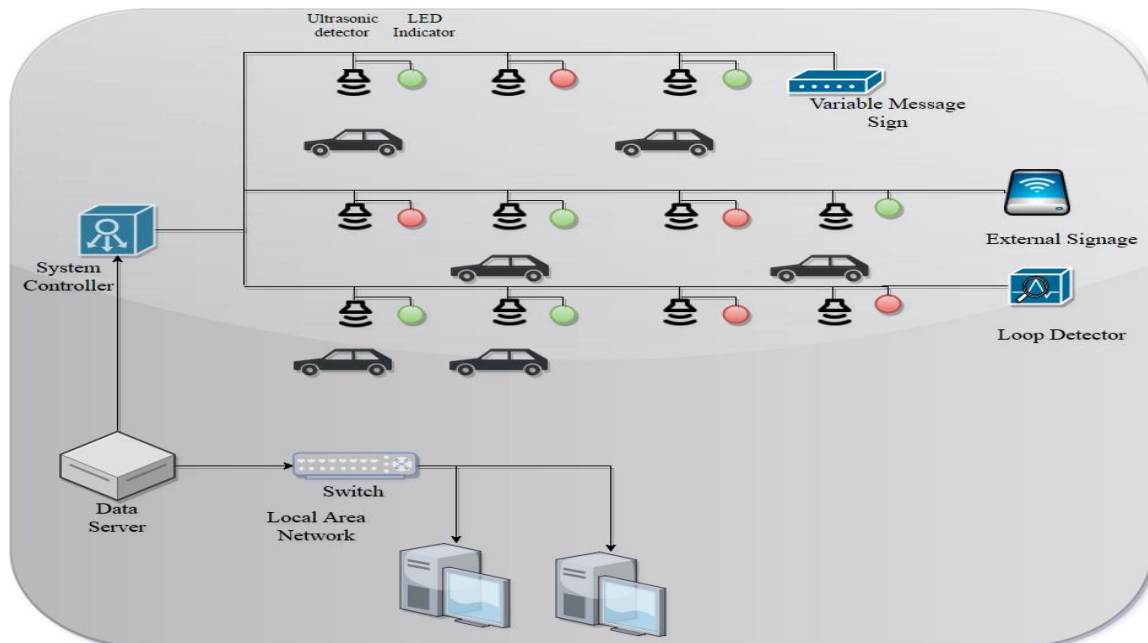 Ultrasonic
detector
LED
Indicator
Variable Message
Sign
External Signage
System
Controller
Loop Detector
Data
Server
Switch
Local Area
Network